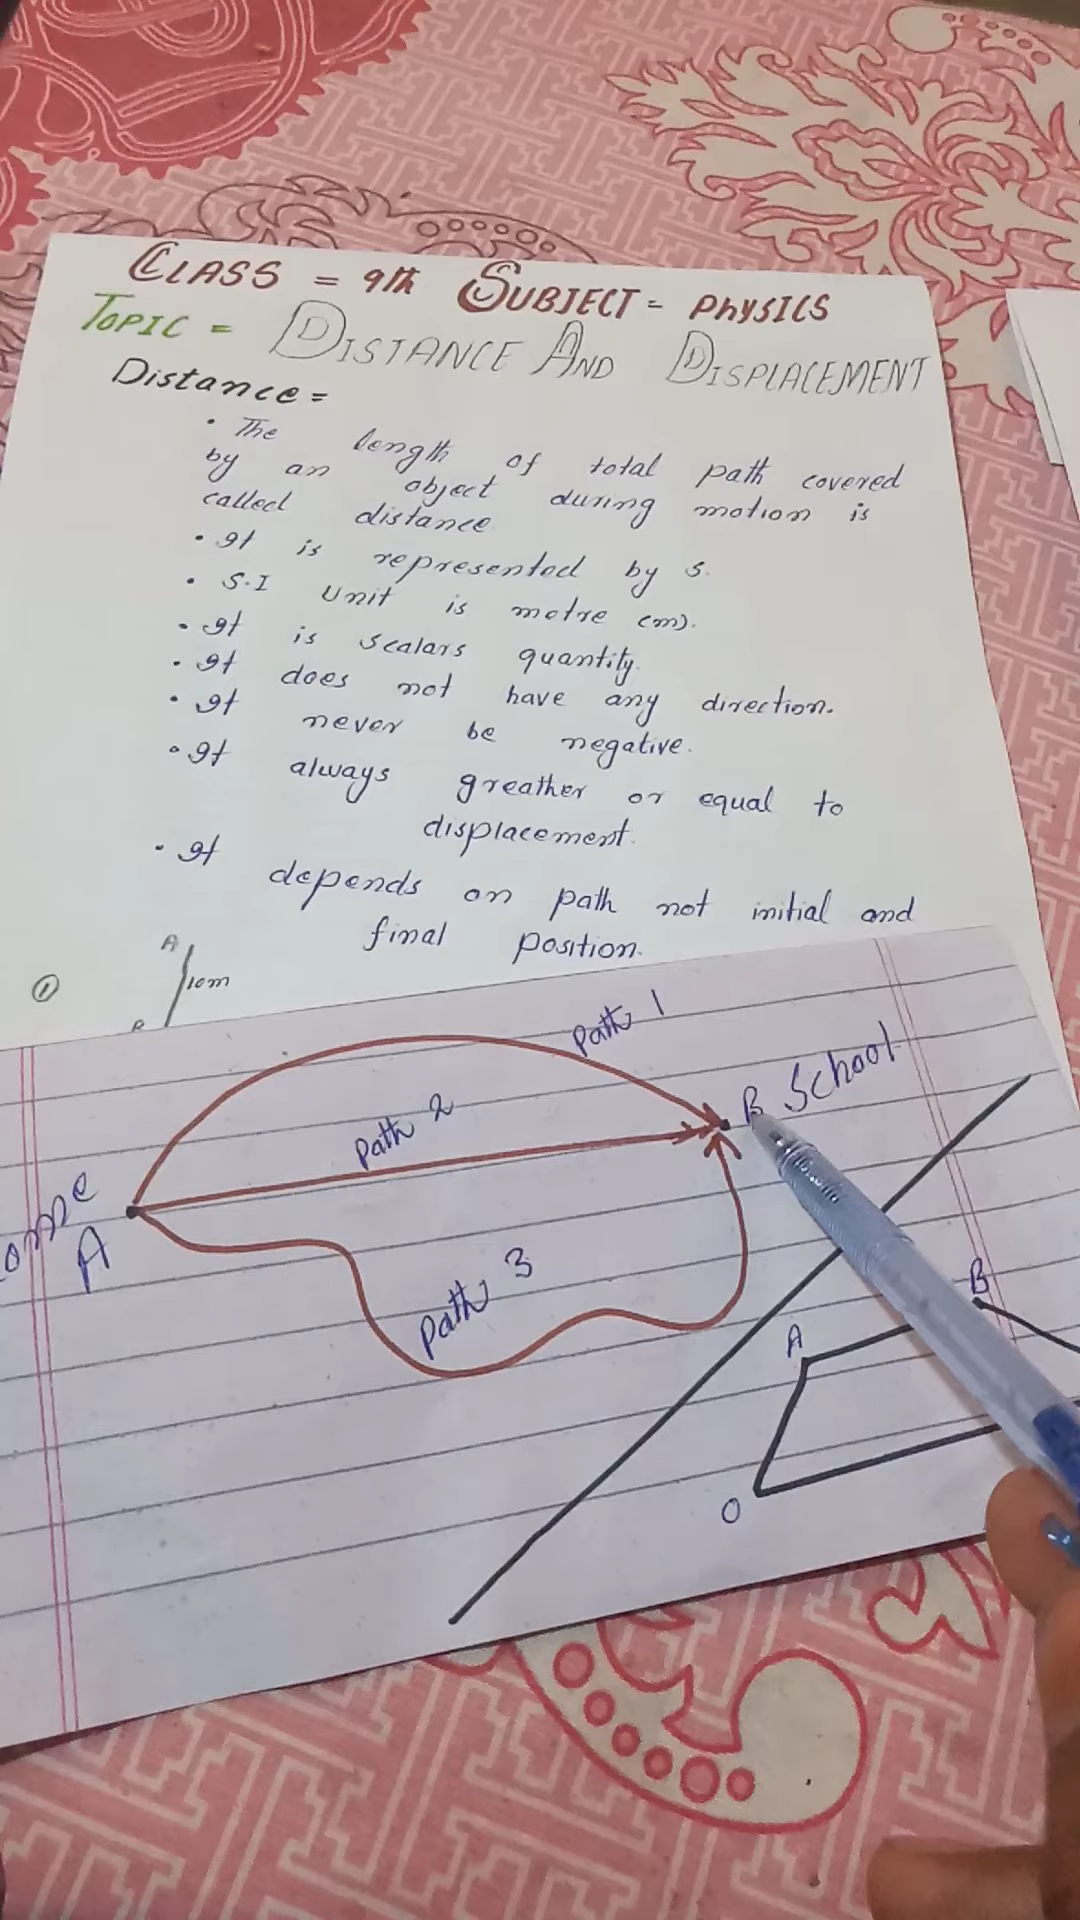 CLASS = 9th SUBJECT = PHYSICS
TOPIC = DISTANCE AND DISPLACEMENT
Distance =
• The length of total path covered
by an object during motion is
called distance.
• It is represented by s.
• S.I Unit is metre (m).
• It is scalars quantity.
• It does not have any direction.
• It never be negative.
• It always greather or equal to
displacement.
• It depends on path not initial and
final position.
① A
10m
B
Path 1
B School
Path 2
ome
A
Path 3
B
A
O